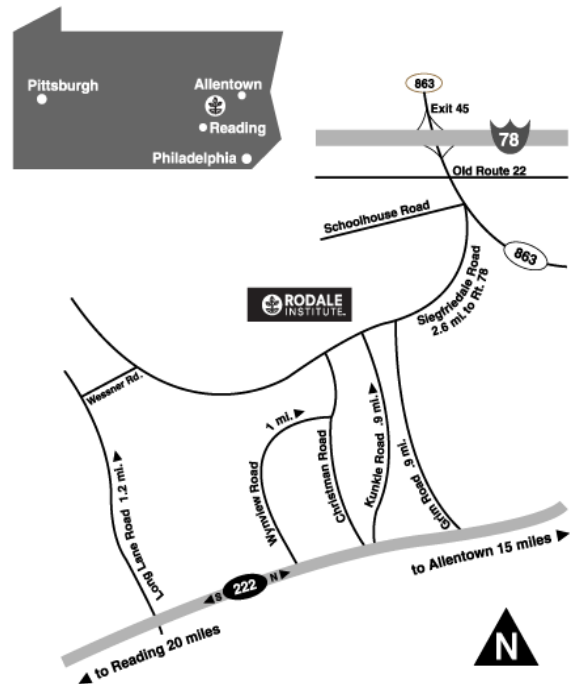 Pittsburgh
Allentown
Reading
Philadelphia
863
Exit 45
78
Old Route 22
Schoolhouse Road
863
Siegfriedale Road
2.6 mi. to Rt. 78
RODALE
INSTITUTE
Wessner Rd.
Long Lane Road 1.2 mi.
Wynview Road
1 mi.
Christman Road
Kunkle Road .9 mi.
Grim Road .9 mi.
S 222 N
to Allentown 15 miles
to Reading 20 miles
N